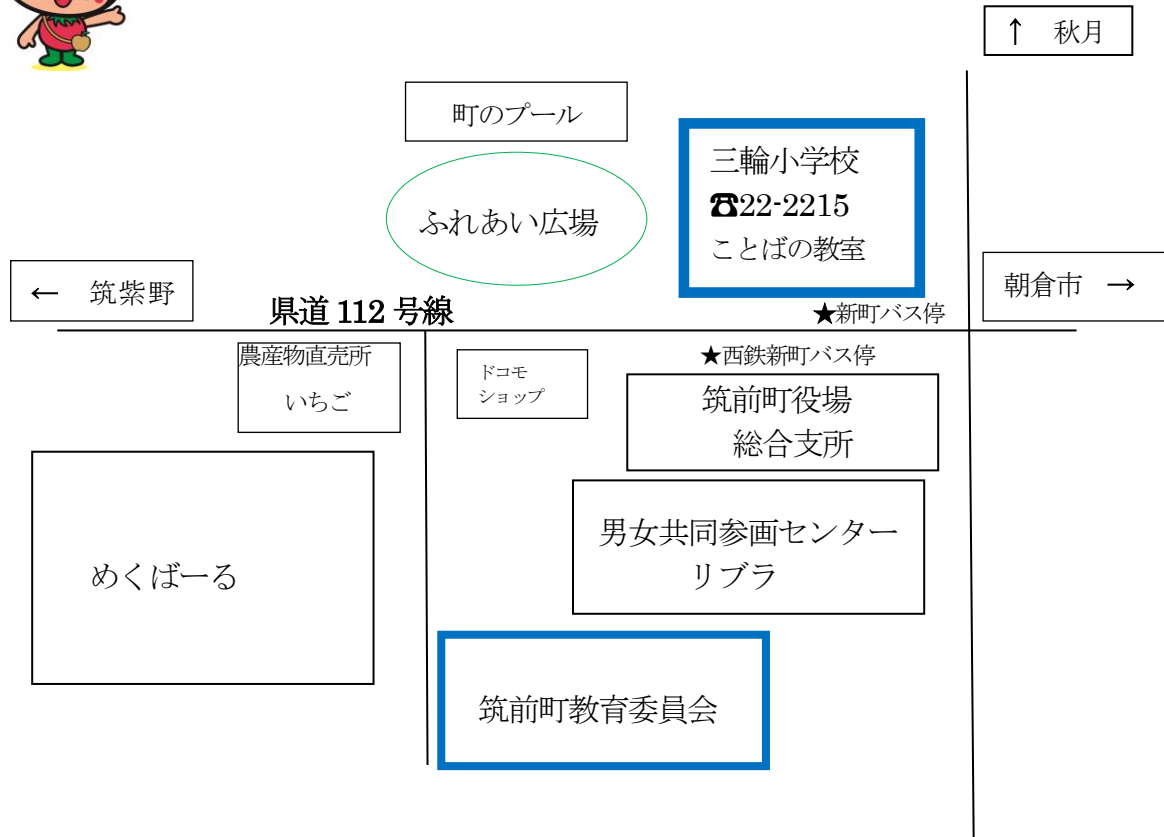 ↑ 秋月
町のプール
三輪小学校
☎22-2215
ことばの教室
ふれあい広場
← 筑紫野
朝倉市 →
県道 112 号線
★新町バス停
農産物直売所
いちご
ドコモ
ショップ
★西鉄新町バス停
筑前町役場
総合支所
男女共同参画センター
リブラ
めくばーる
筑前町教育委員会